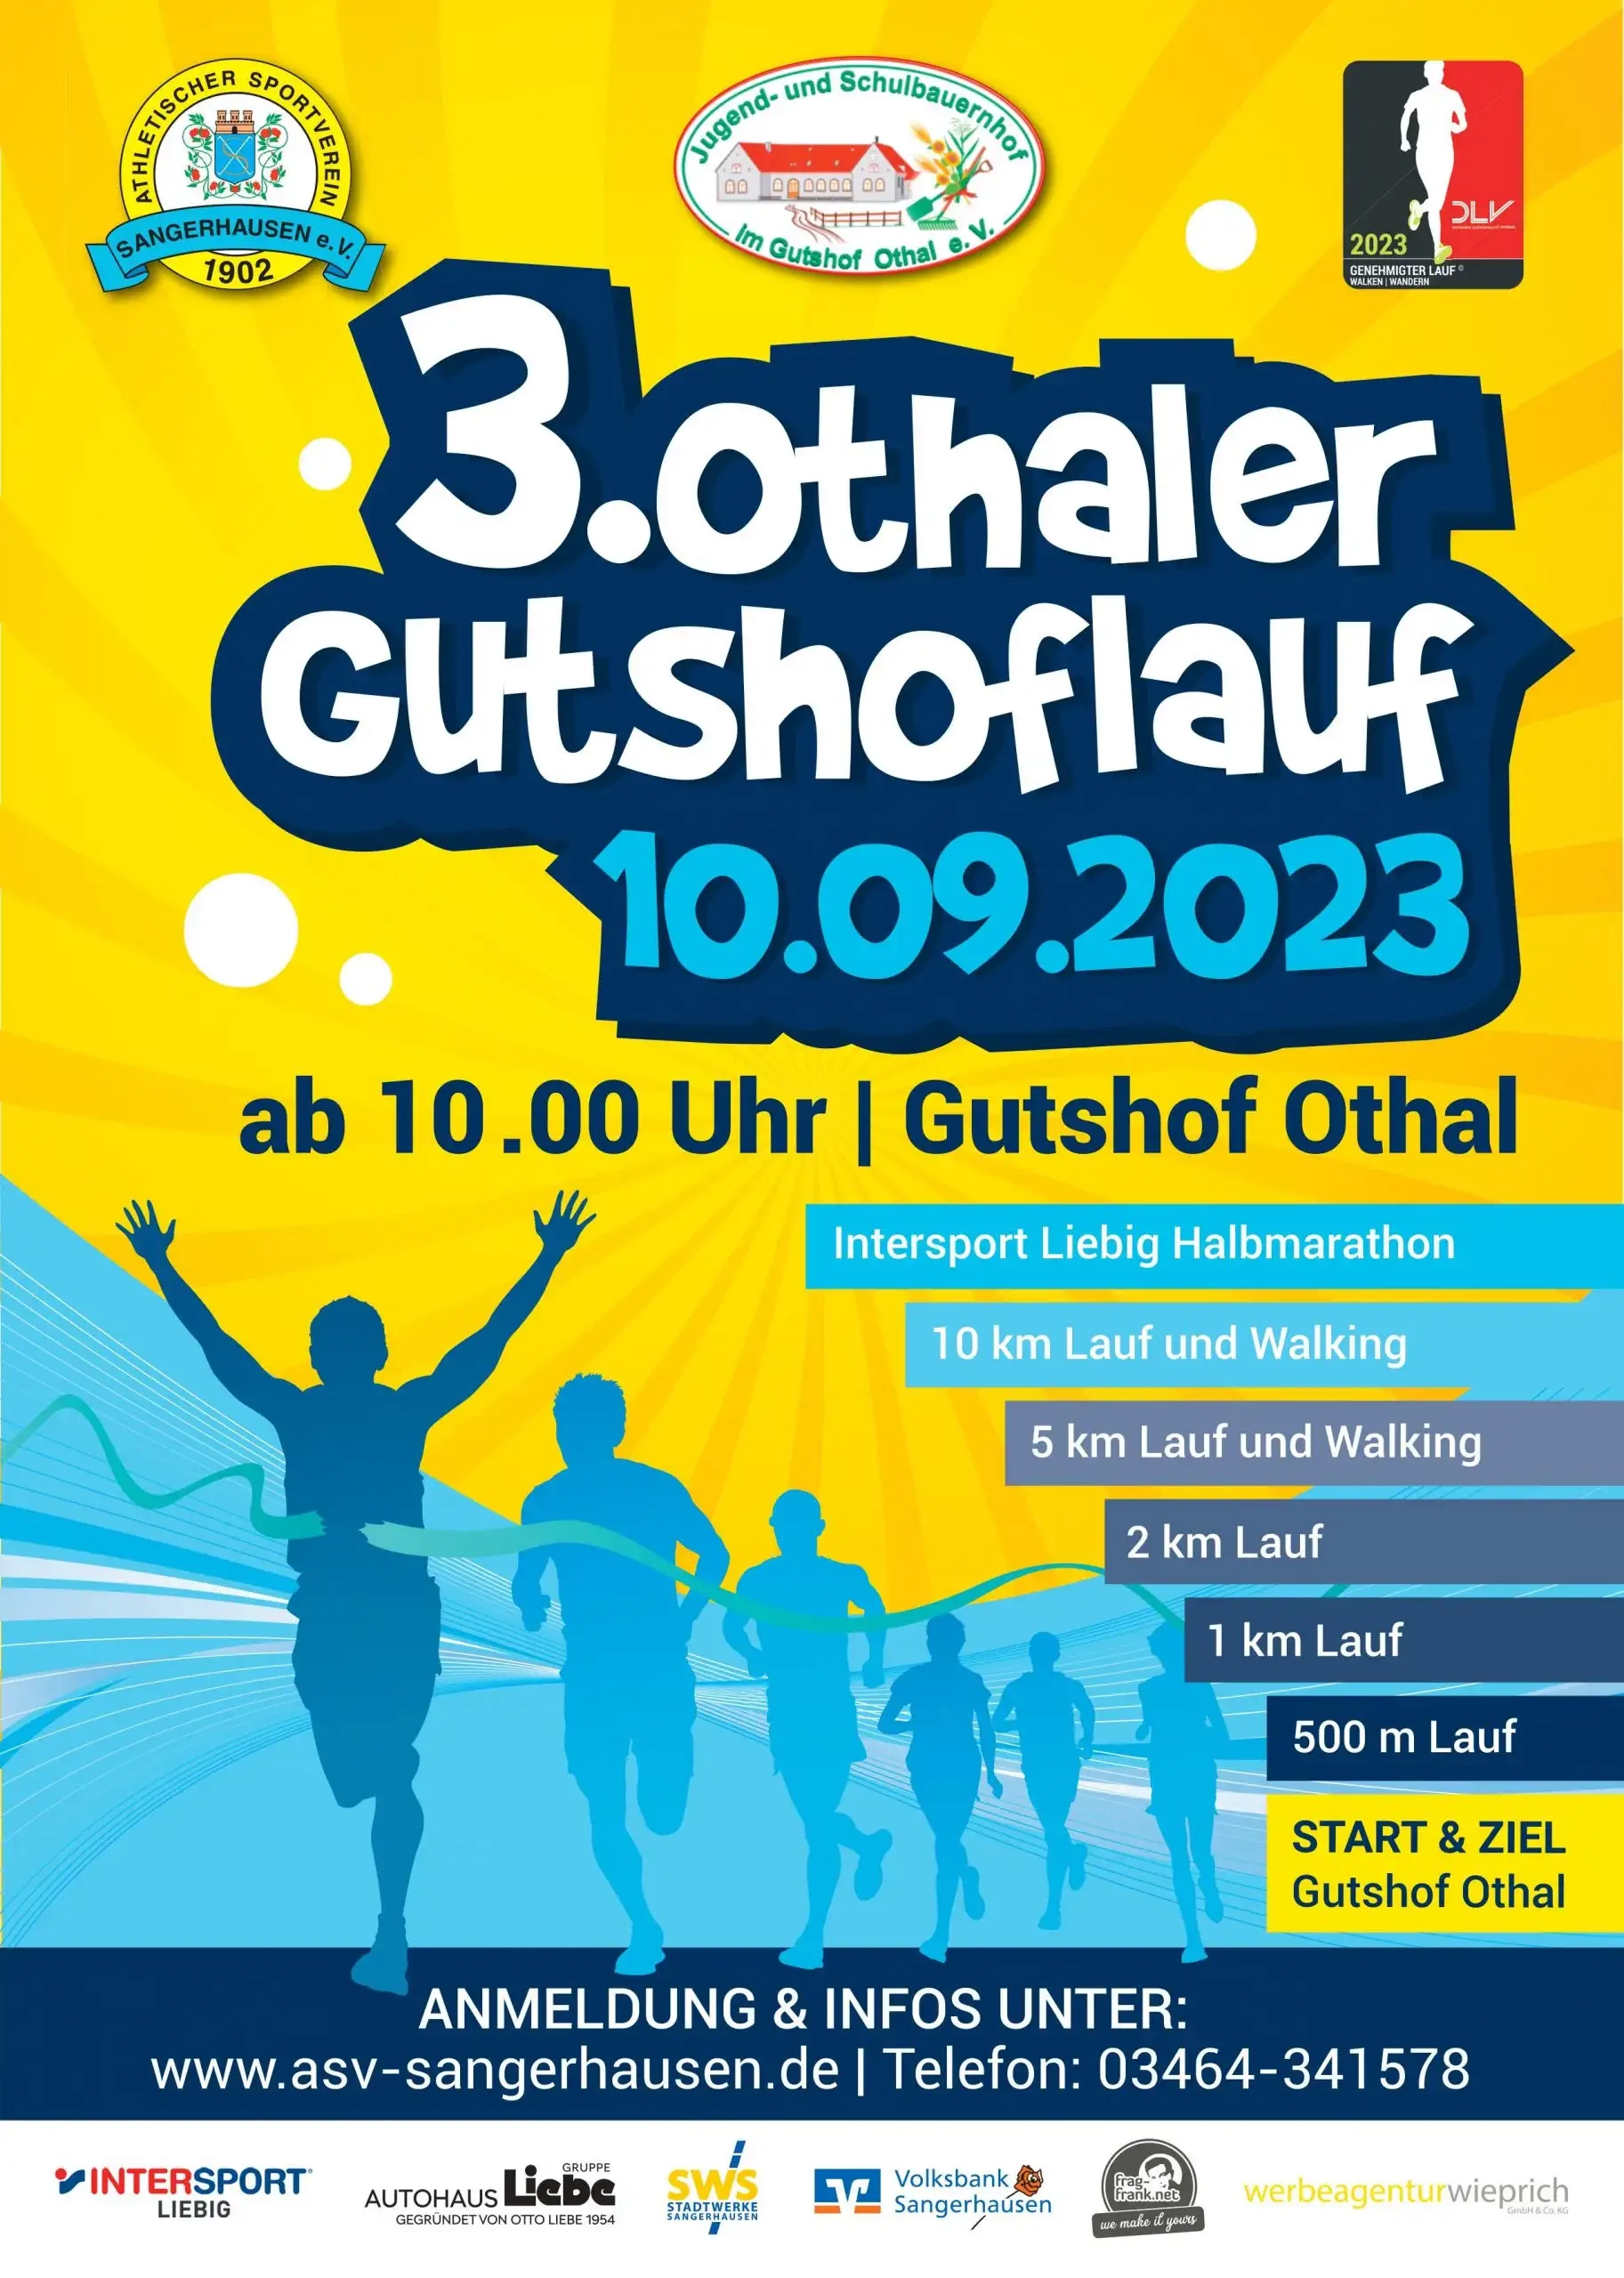 ATHLETISCHER SPORTVEREIN
SANGERHAUSEN e.V.
1902
Jugend- und Schulbauernhof
Im Gutshof Othal e.V.
DLV
2023
GENEHMIGTER LAUF ©
WALKEN | WANDERN
3.Othaler
Gutshoflauf
10.09.2023
ab 10.00 Uhr | Gutshof Othal
Intersport Liebig Halbmarathon
10 km Lauf und Walking
5 km Lauf und Walking
2 km Lauf
1 km Lauf
500 m Lauf
START & ZIEL
Gutshof Othal
ANMELDUNG & INFOS UNTER:
www.asv-sangerhausen.de | Telefon: 03464-341578
INTERSPORT®
LIEBIG
AUTOHAUS Liebe GRUPPE
GEGRÜNDET VON OTTO LIEBE 1954
SWS
STADTWERKE
SANGERHAUSEN
Volksbank
Sangerhausen
frag-
frank.net
we make it yours
werbeagenturwieprich
GmbH & Co. KG